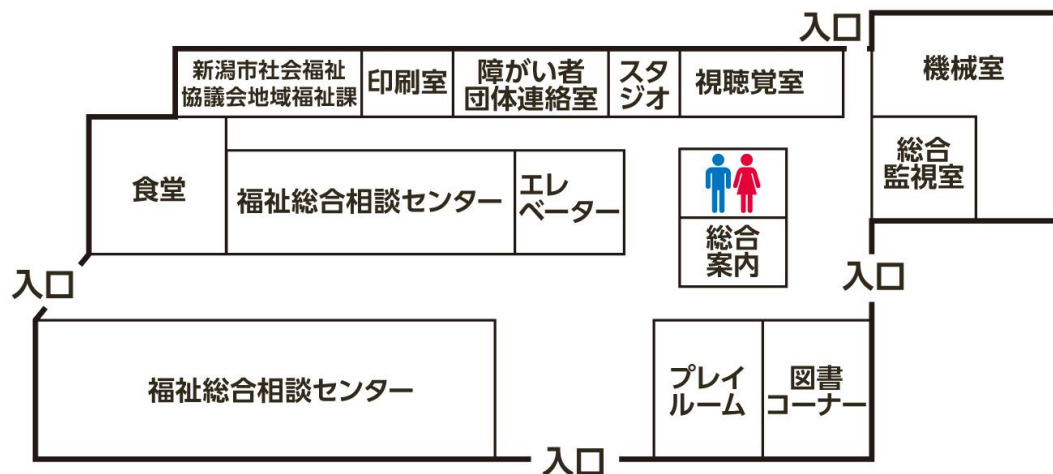 入口
新潟市社会福祉
協議会地域福祉課
印刷室
障がい者
団体連絡室
スタ
ジオ
視聴覚室
機械室
総合
監視室
食堂
福祉総合相談センター
エレ
ベーター
総合
案内
入口
入口
福祉総合相談センター
プレイ
ルーム
図書
コーナー
入口